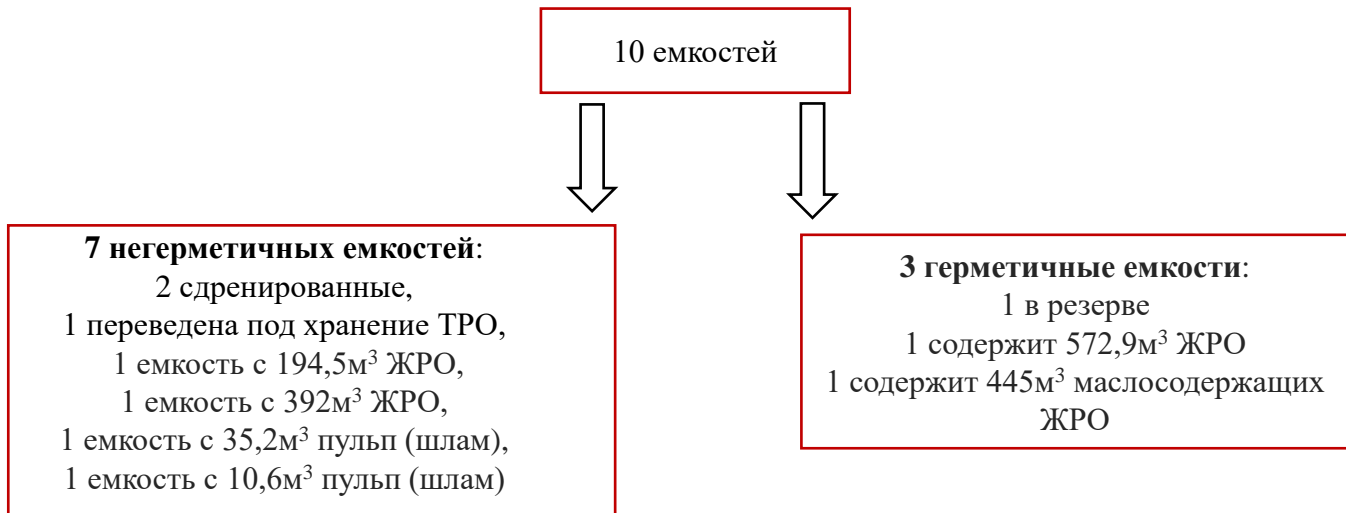 10 емкостей
7 негерметичных емкостей:
2 сдренированные,
1 переведена под хранение ТРО,
1 емкость с 194,5м³ ЖРО,
1 емкость с 392м³ ЖРО,
1 емкость с 35,2м³ пульп (шлам),
1 емкость с 10,6м³ пульп (шлам)
3 герметичные емкости:
1 в резерве
1 содержит 572,9м³ ЖРО
1 содержит 445м³ маслосодержащих
ЖРО